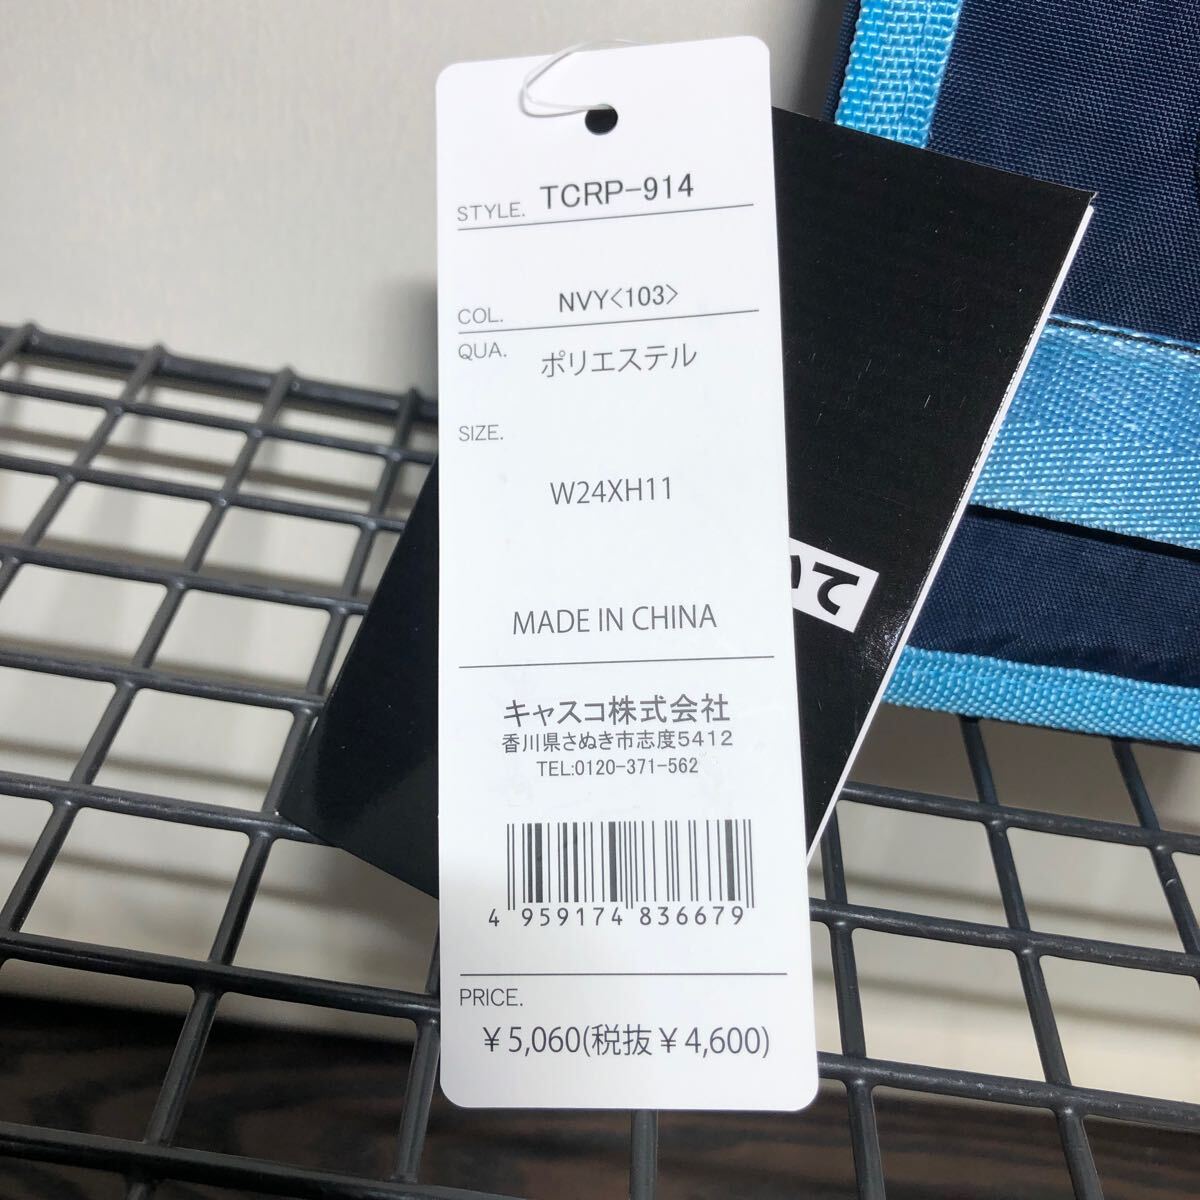 STYLE. TCRP-914
COL. NVY<103>
QUA. ポリエステル
SIZE.
W24XH11
MADE IN CHINA
キャスコ株式会社
香川県さぬき市志度5412
TEL:0120-371-562
4 959174 836679
PRICE.
¥5,060(税抜¥4,600)
いて